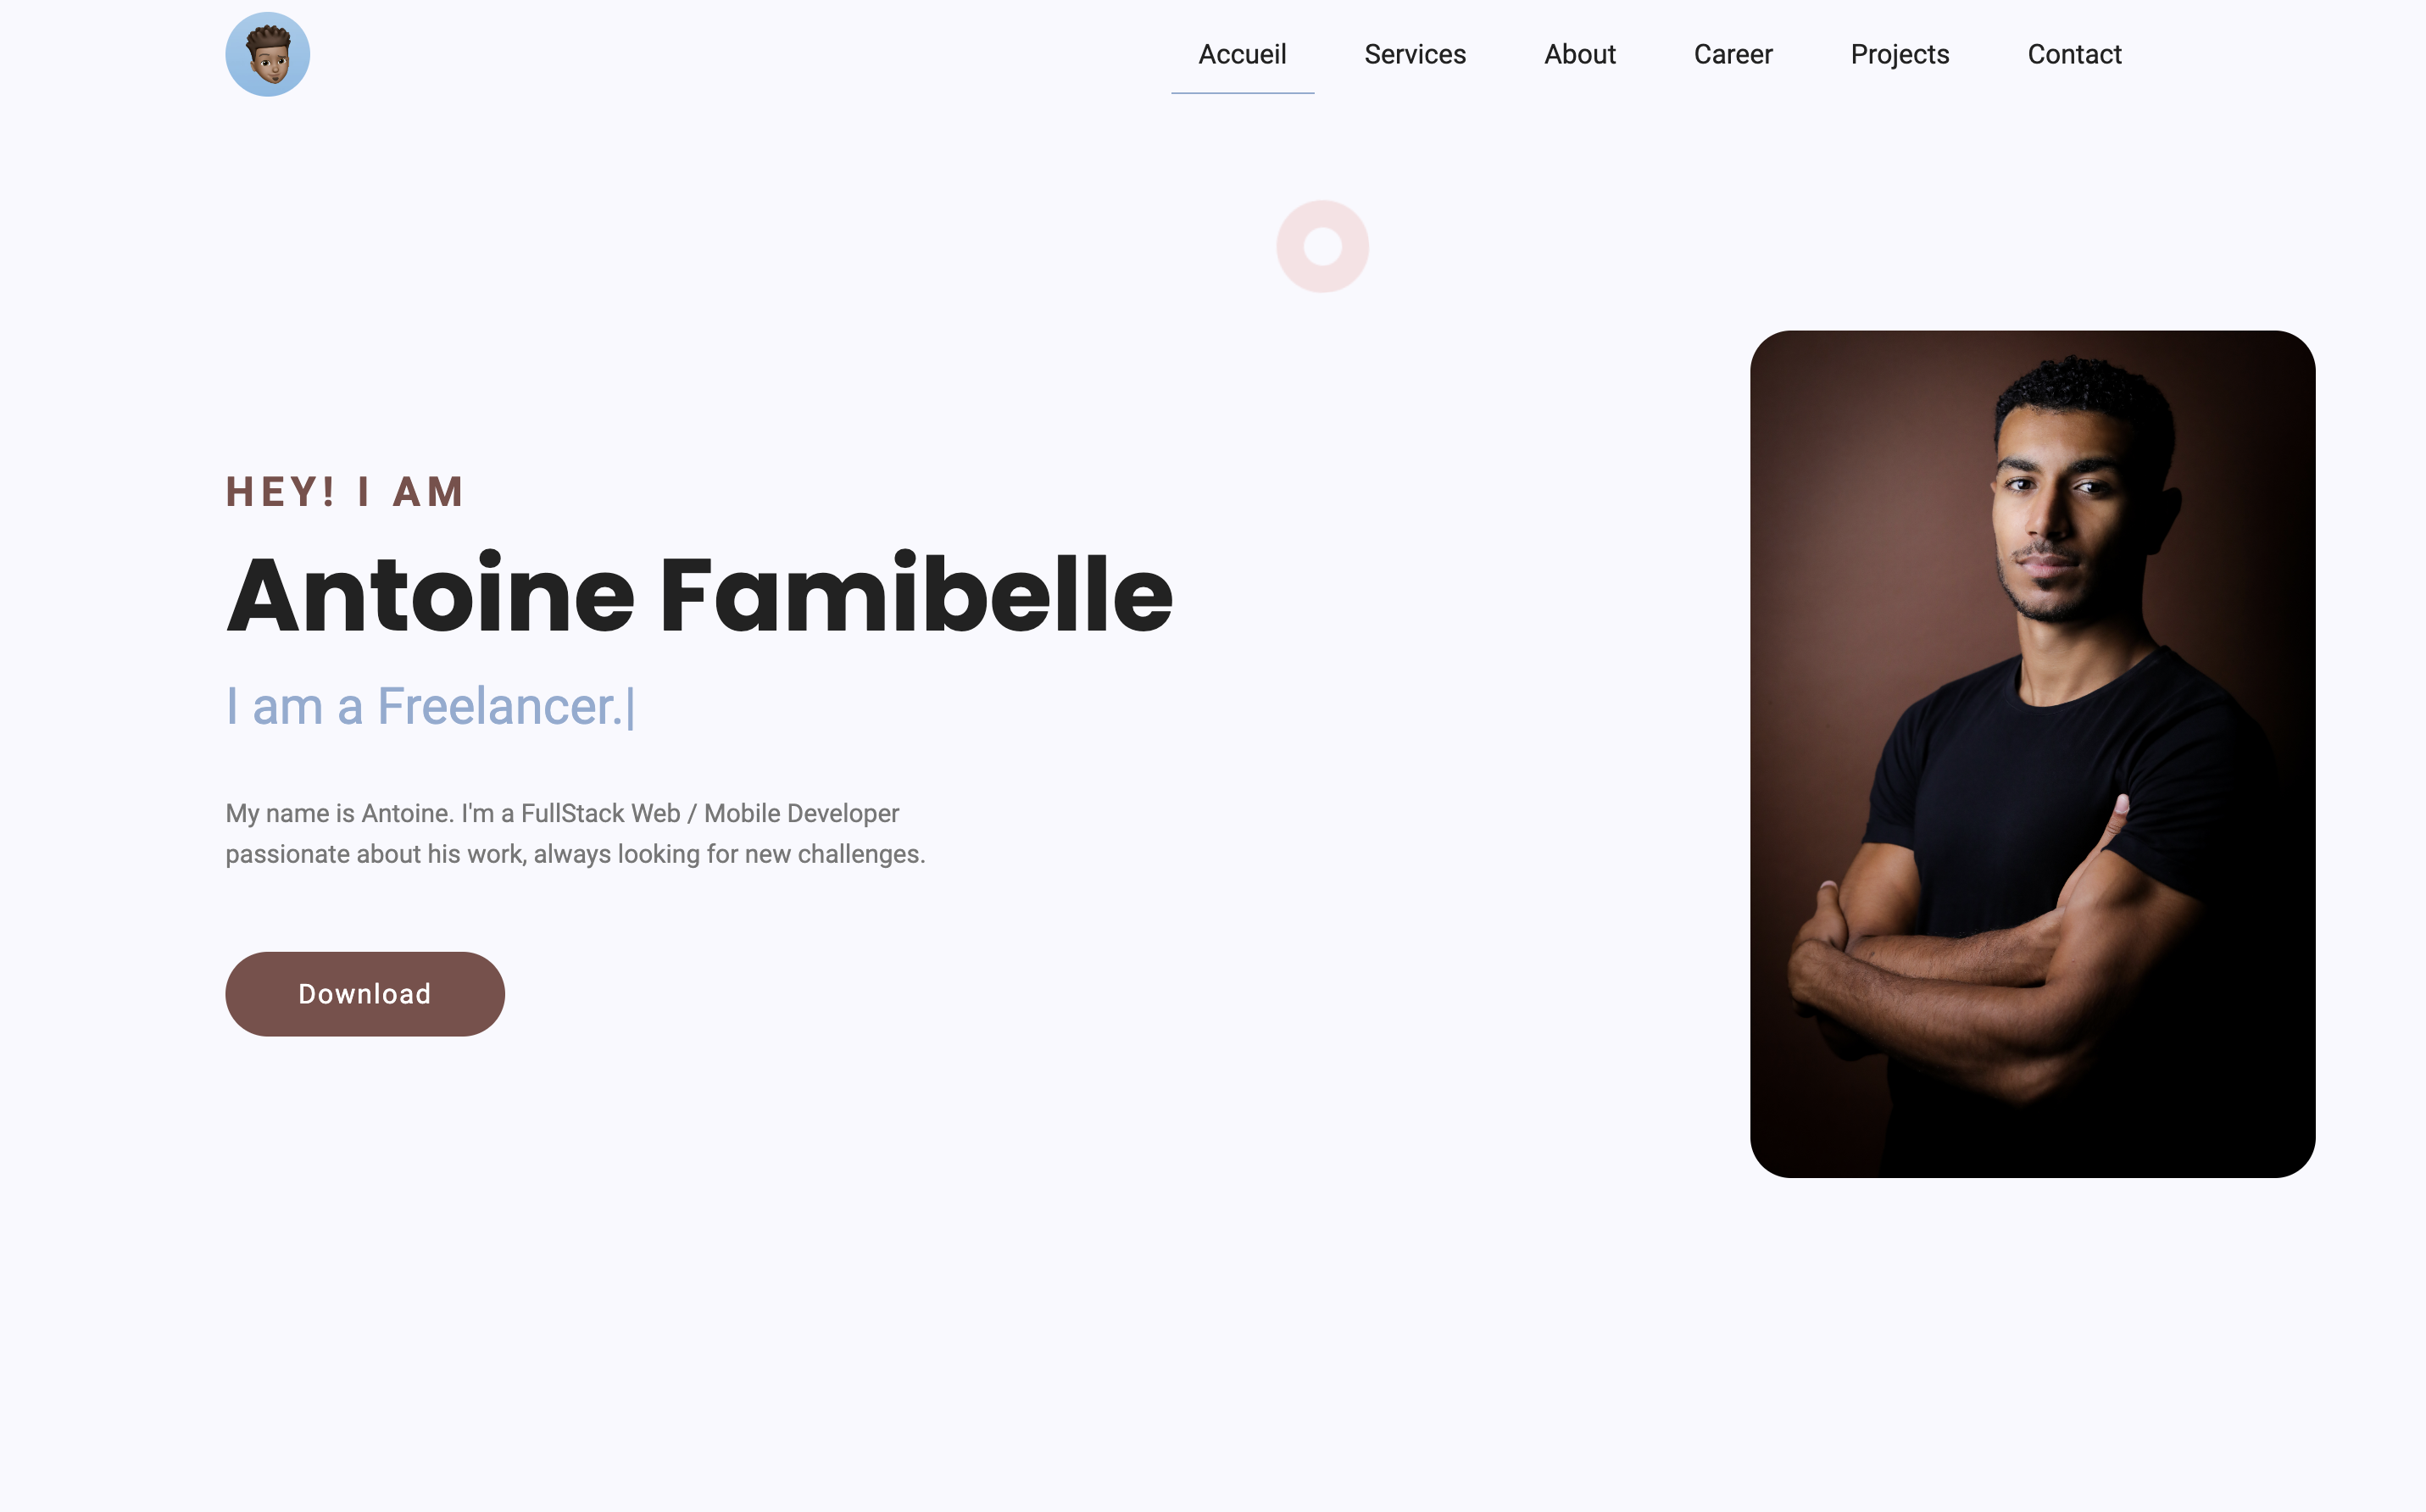 Accueil Services About Career Projects Contact
HEY! I AM
Antoine Famibelle
I am a Freelancer.|
My name is Antoine. I'm a FullStack Web / Mobile Developer
passionate about his work, always looking for new challenges.
Download